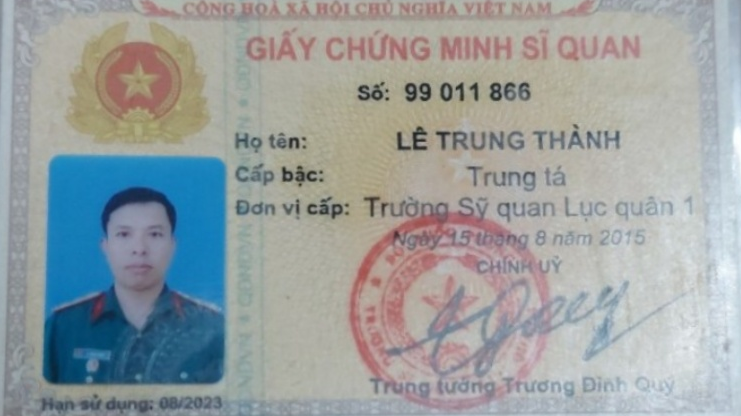 CỘNG HOÀ XÃ HỘI CHỦ NGHĨA VIỆT NAM
GIẤY CHỨNG MINH SĨ QUAN
Số: 99 011 866
Họ tên: LÊ TRUNG THÀNH
Cấp bậc: Trung tá
Đơn vị cấp: Trường Sỹ quan Lục quân 1
Ngày 15 thag 8 năm 2015
CHÍNH UỶ
Trung tướng Trương Đình Quý
Hạn sử dụng: 08/2023